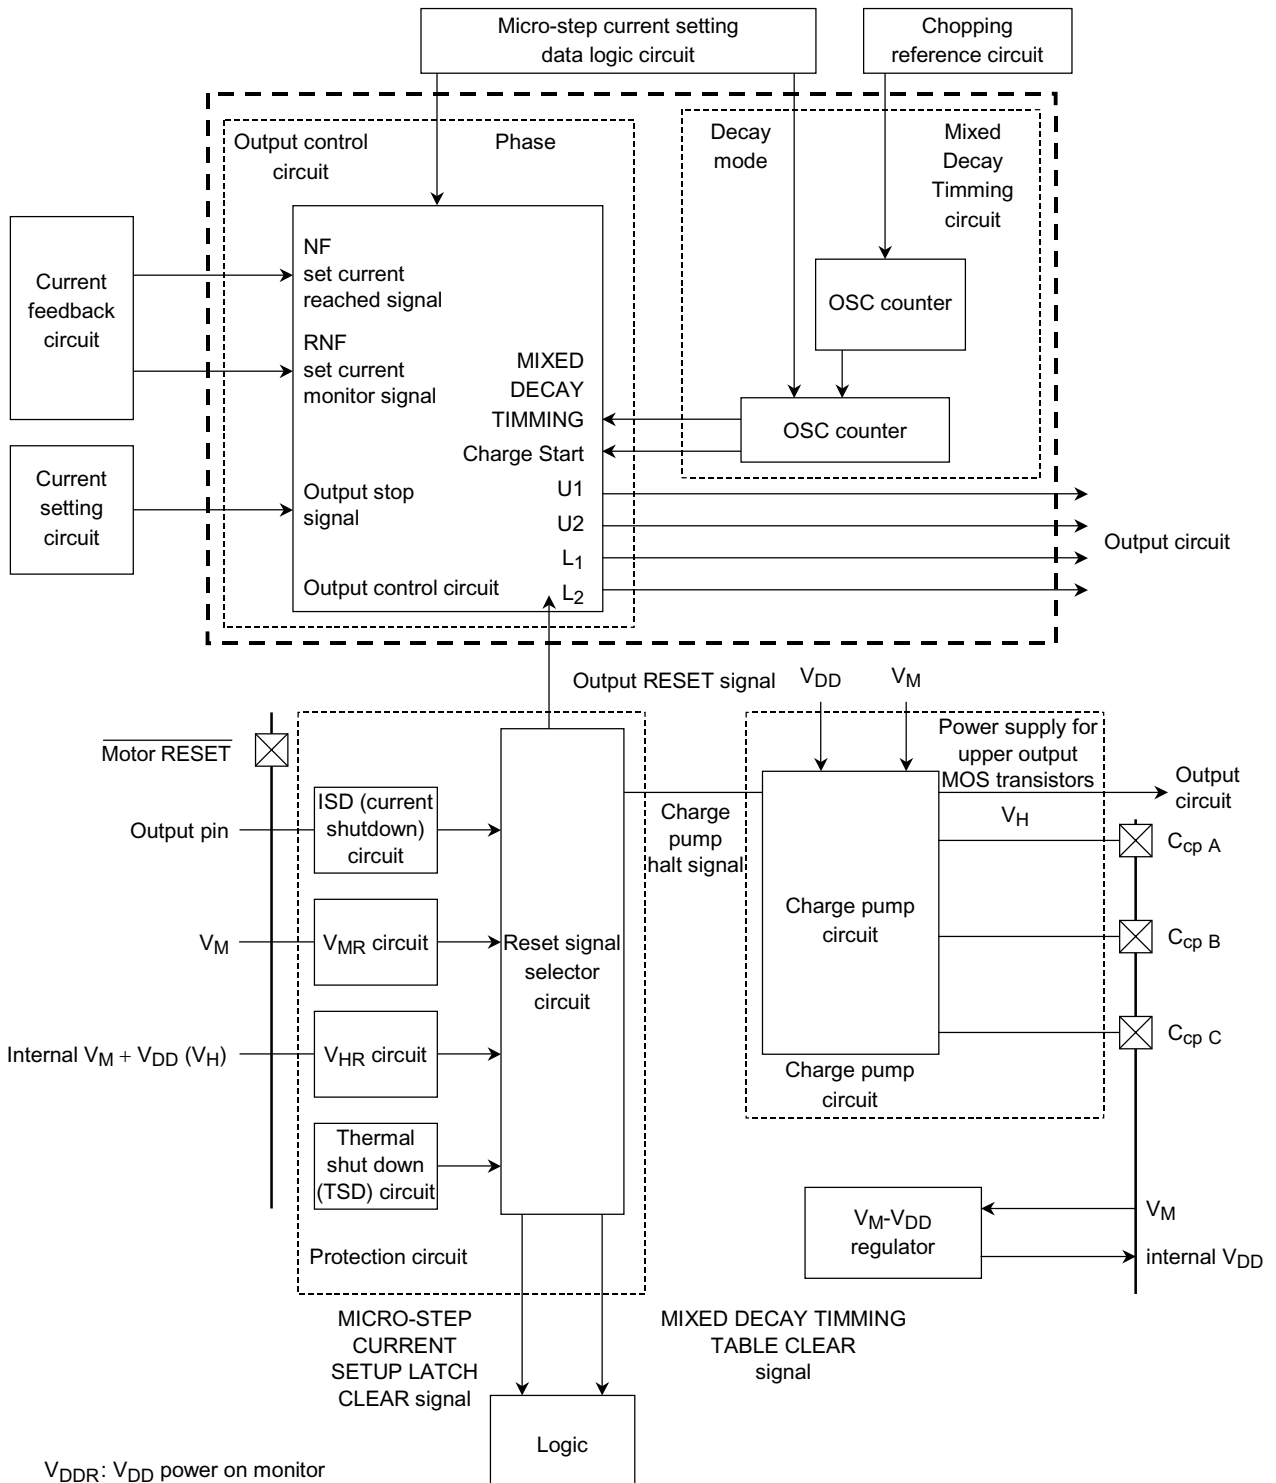 Micro-step current setting
data logic circuit
Chopping
reference circuit
Output control
circuit
Phase
Decay
mode
Mixed
Decay
Timming
circuit
Current
feedback
circuit
NF
set current
reached signal
RNF
set current
monitor signal
MIXED
DECAY
TIMMING
Charge Start
OSC counter
OSC counter
Current
setting
circuit
Output stop
signal
U1
U2
L1
L2
Output control circuit
Output circuit
Output RESET signal
VDD
VM
Motor RESET
Output pin
VM
Internal VM + VDD (VH)
ISD (current
shutdown)
circuit
VMR circuit
VHR circuit
Thermal
shut down
(TSD) circuit
Protection circuit
Reset signal
selector
circuit
Charge
pump
halt signal
Power supply for
upper output
MOS transistors
VH
Output
circuit
Charge pump
circuit
Charge pump
circuit
Ccp A
Ccp B
Ccp C
VM-VDD
regulator
VM
internal VDD
MICRO-STEP
CURRENT
SETUP LATCH
CLEAR signal
MIXED DECAY TIMMING
TABLE CLEAR
signal
Logic
VDDR: VDD power on monitor